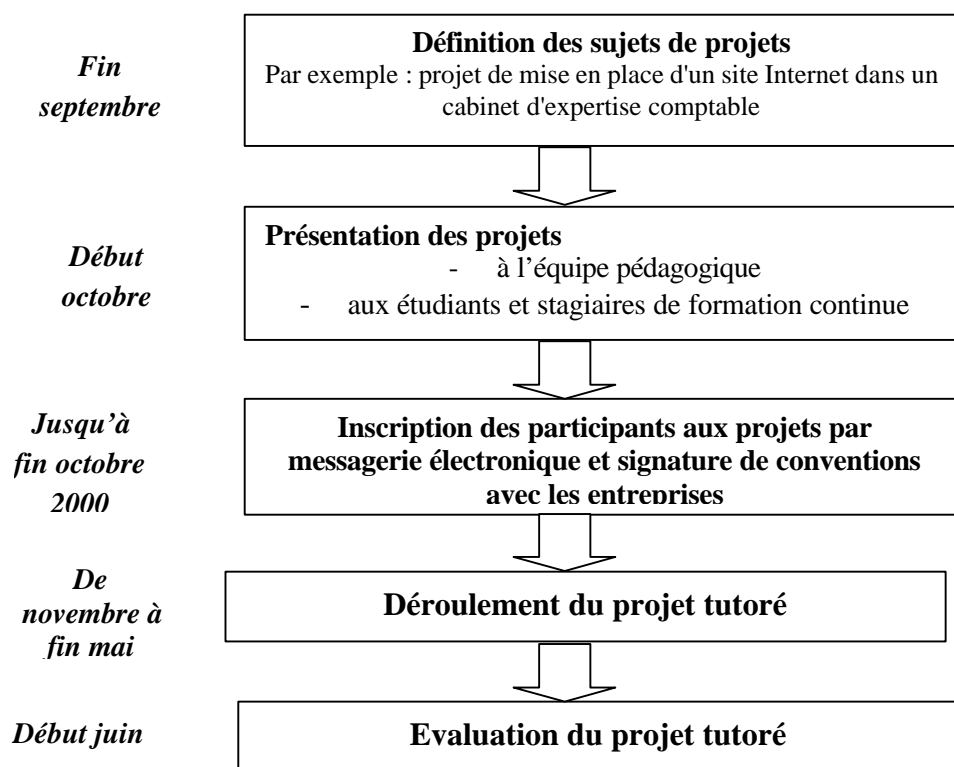 Fin
septembre
Définition des sujets de projets
Par exemple : projet de mise en place d'un site Internet dans un
cabinet d'expertise comptable
Début
octobre
Présentation des projets
- à l’équipe pédagogique
- aux étudiants et stagiaires de formation continue
Jusqu’à
fin octobre
2000
Inscription des participants aux projets par
messagerie électronique et signature de conventions
avec les entreprises
De
novembre à
fin mai
Déroulement du projet tutoré
Début juin
Evaluation du projet tutoré